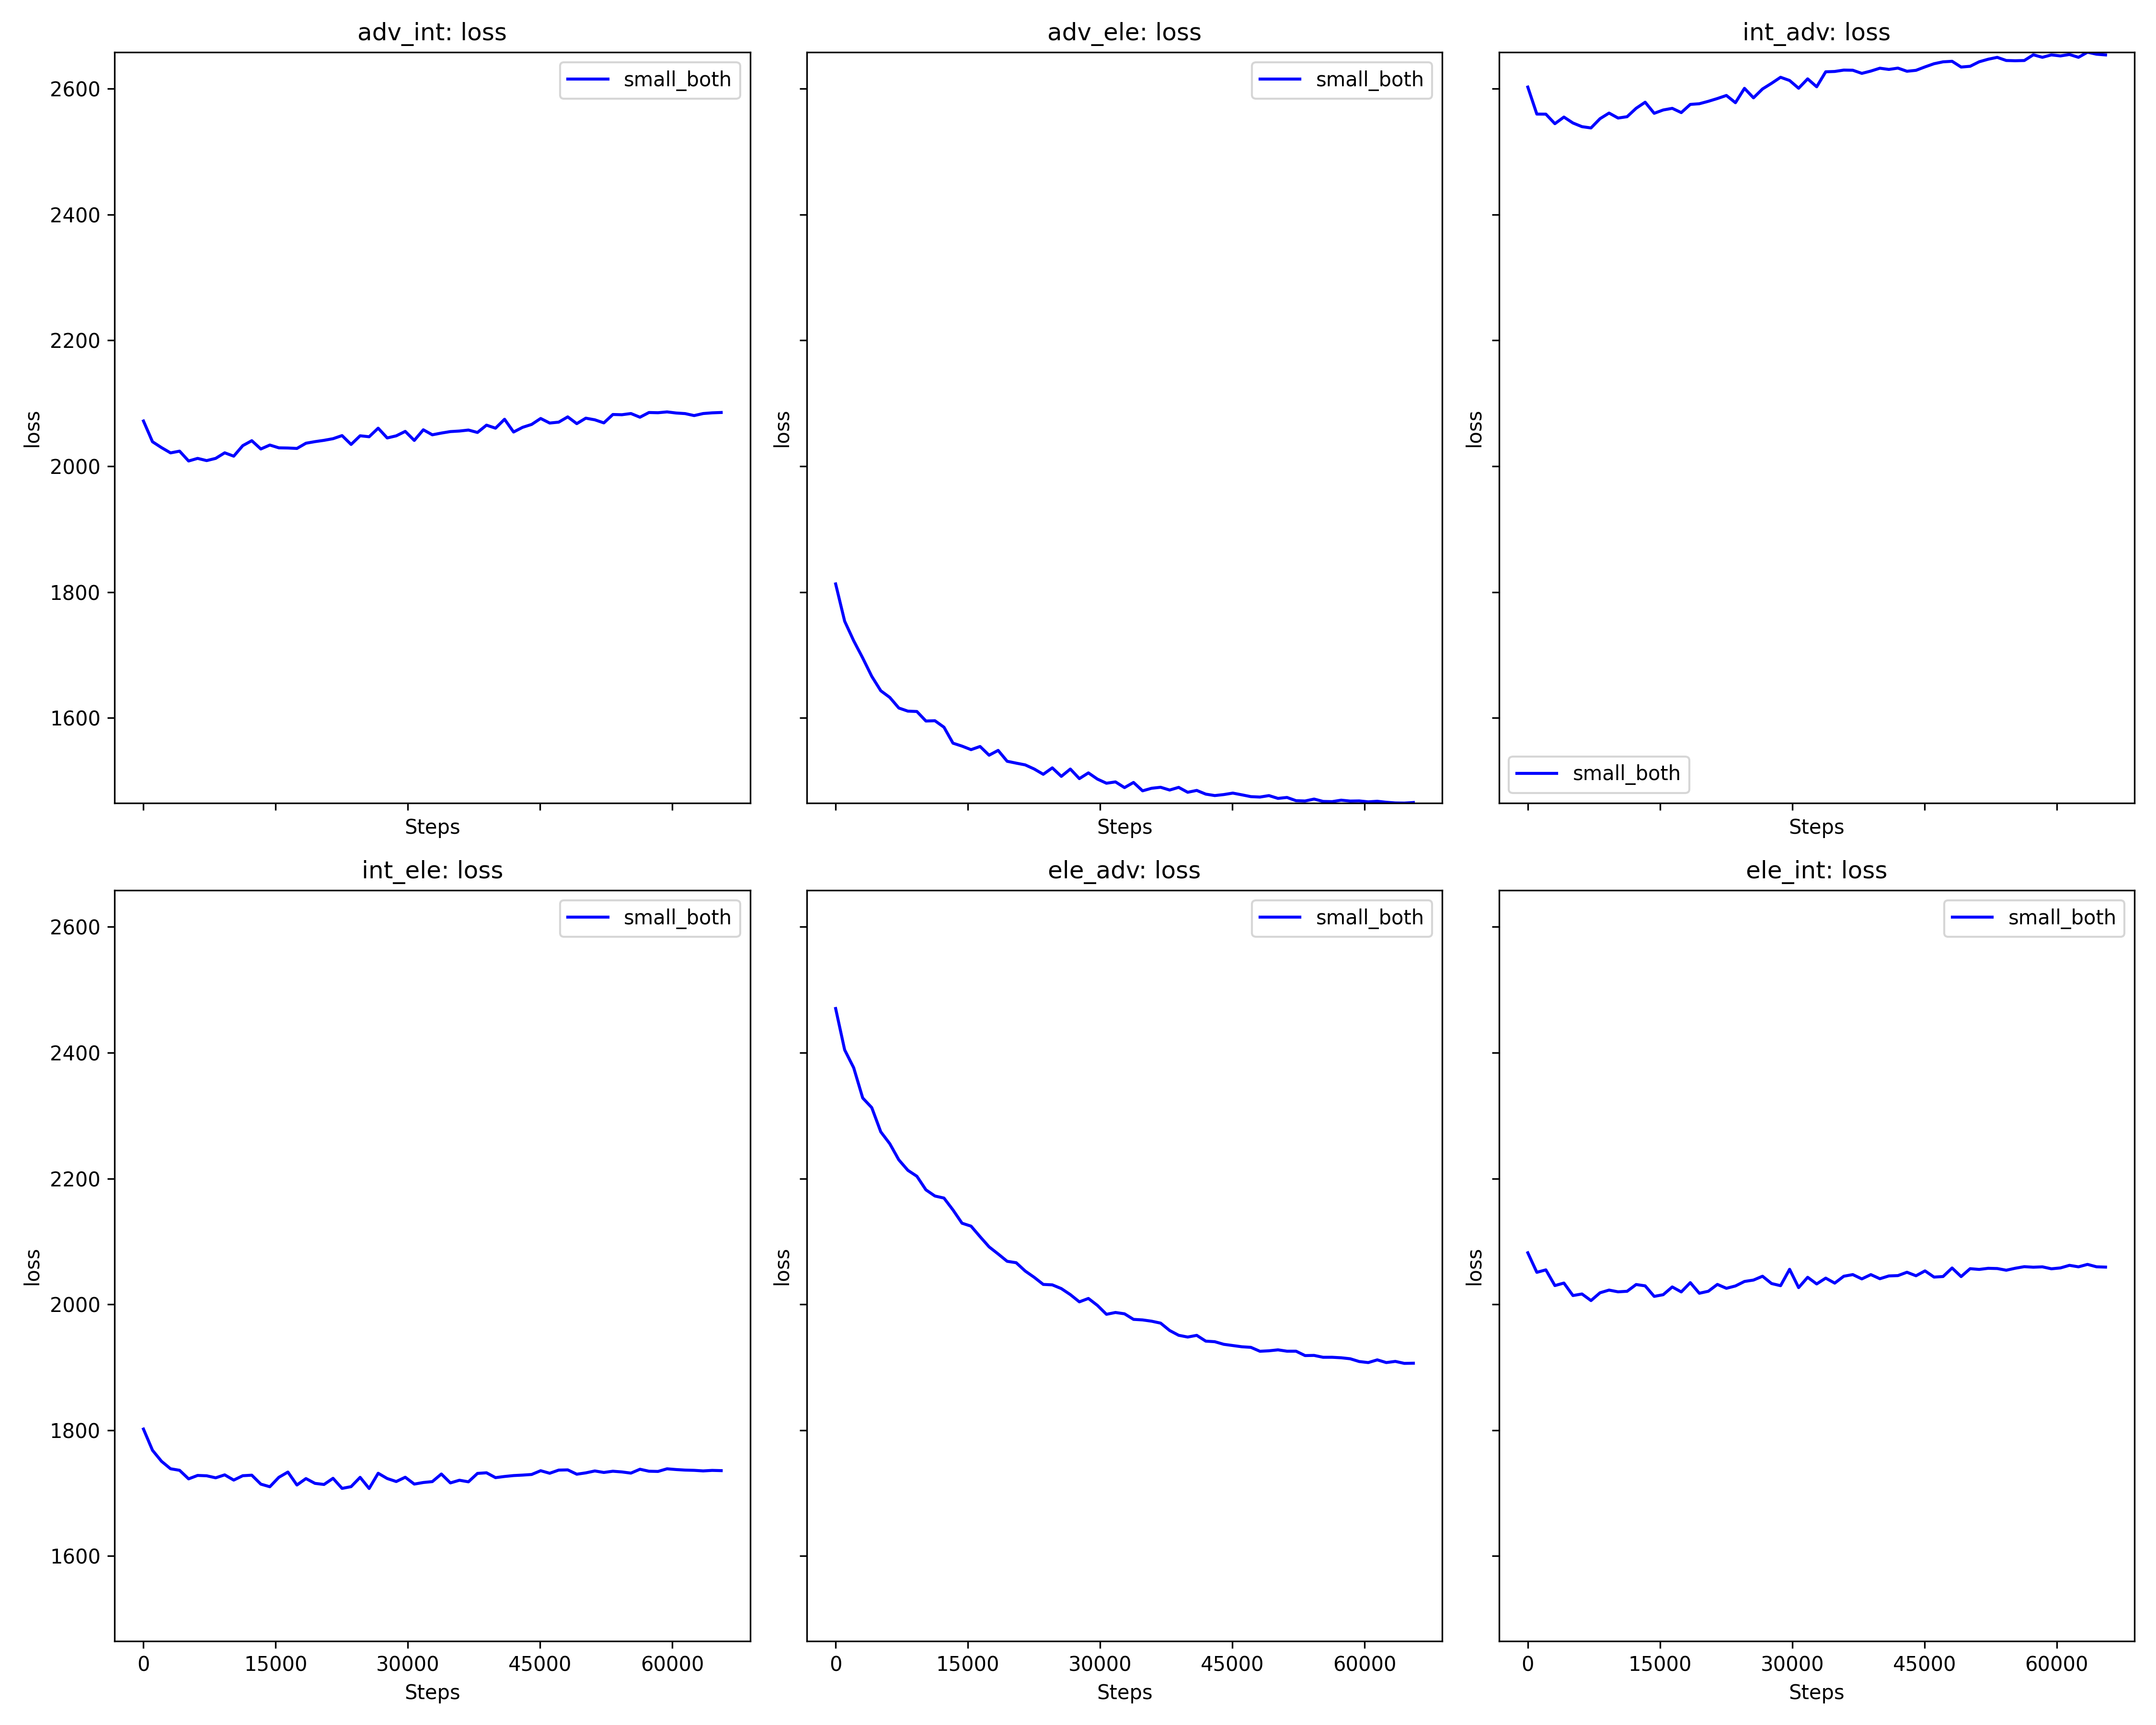 adv_int: loss
small_both
2600
2400
2200
2000
1800
1600
loss
Steps
adv_ele: loss
small_both
loss
Steps
int_adv: loss
small_both
loss
Steps
int_ele: loss
small_both
2600
2400
2200
2000
1800
1600
loss
0 15000 30000 45000 60000
Steps
ele_adv: loss
small_both
loss
0 15000 30000 45000 60000
Steps
ele_int: loss
small_both
loss
0 15000 30000 45000 60000
Steps